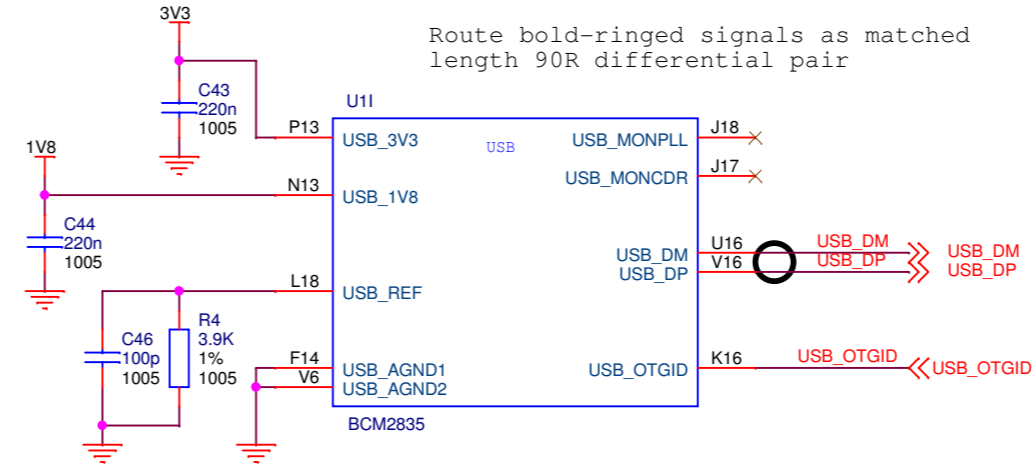 3V3
Route bold-ringed signals as matched
length 90R differential pair
C43
220n
1005
U1I
P13
USB_3V3
USB
USB_MONPLL
J18
1V8
N13
USB_1V8
USB_MONCDR
J17
C44
220n
1005
USB_DM
U16
USB_DM
USB_DM
USB_DP
V16
USB_DP
USB_DP
L18
USB_REF
C46
100p
1005
R4
3.9K
1%
1005
F14
USB_AGND1
V6
USB_AGND2
USB_OTGID
K16
USB_OTGID
USB_OTGID
BCM2835